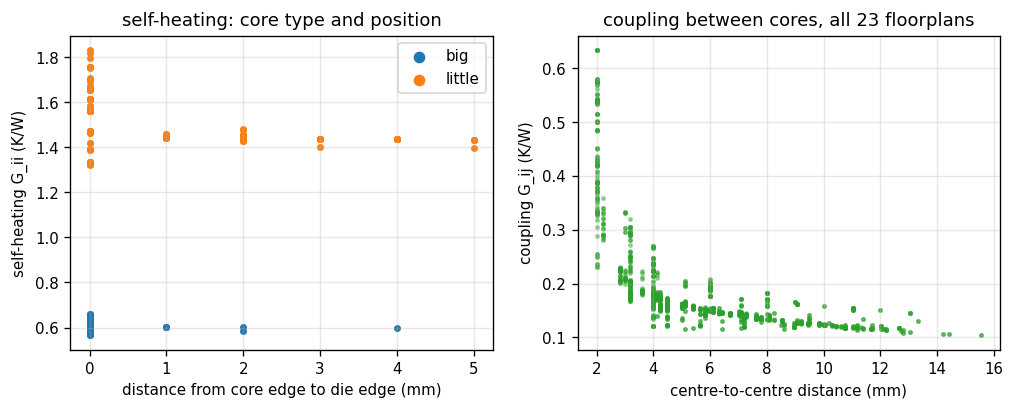 self-heating: core type and position
self-heating G_ii (K/W)
1.8
1.6
1.4
1.2
1.0
0.8
0.6
big
little
0 1 2 3 4 5
distance from core edge to die edge (mm)
coupling between cores, all 23 floorplans
coupling G_ij (K/W)
0.6
0.5
0.4
0.3
0.2
0.1
2 4 6 8 10 12 14 16
centre-to-centre distance (mm)